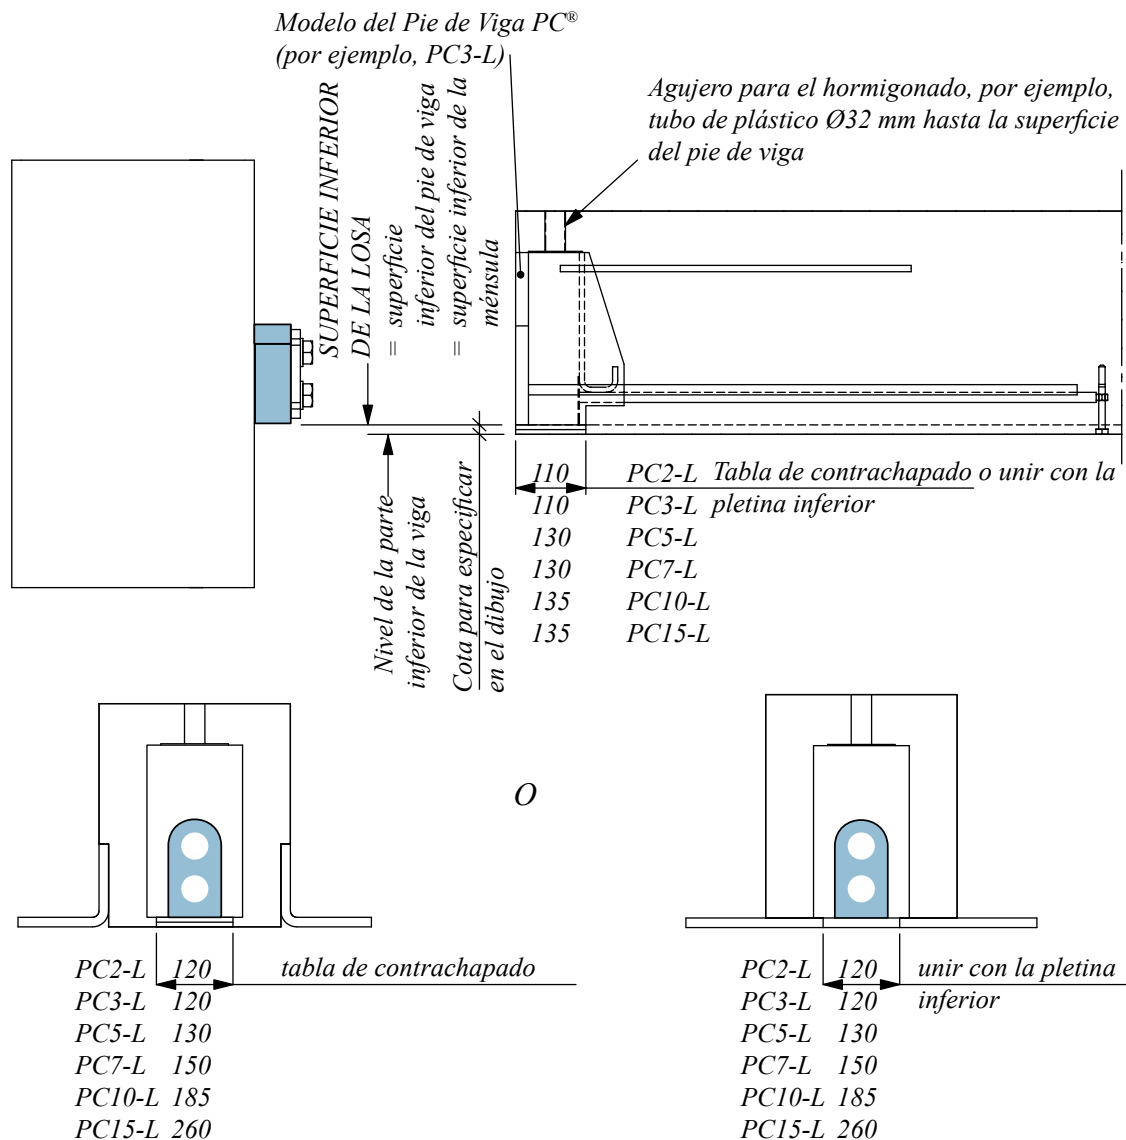 Modelo del Pie de Viga PC®
(por ejemplo, PC3-L)
Agujero para el hormigonado, por ejemplo,
tubo de plástico Ø32 mm hasta la superficie
del pie de viga
SUPERFICIE INFERIOR
DE LA LOSA
= superficie
inferior del pie de viga
= superficie inferior de la
ménsula
Nivel de la parte
inferior de la viga
Cota para especificar
en el dibujo
110 PC2-L Tabla de contrachapado o unir con la
110 PC3-L pletina inferior
130 PC5-L
130 PC7-L
135 PC10-L
135 PC15-L
O
PC2-L 120 tabla de contrachapado
PC3-L 120
PC5-L 130
PC7-L 150
PC10-L 185
PC15-L 260
PC2-L 120 unir con la pletina
PC3-L 120 inferior
PC5-L 130
PC7-L 150
PC10-L 185
PC15-L 260